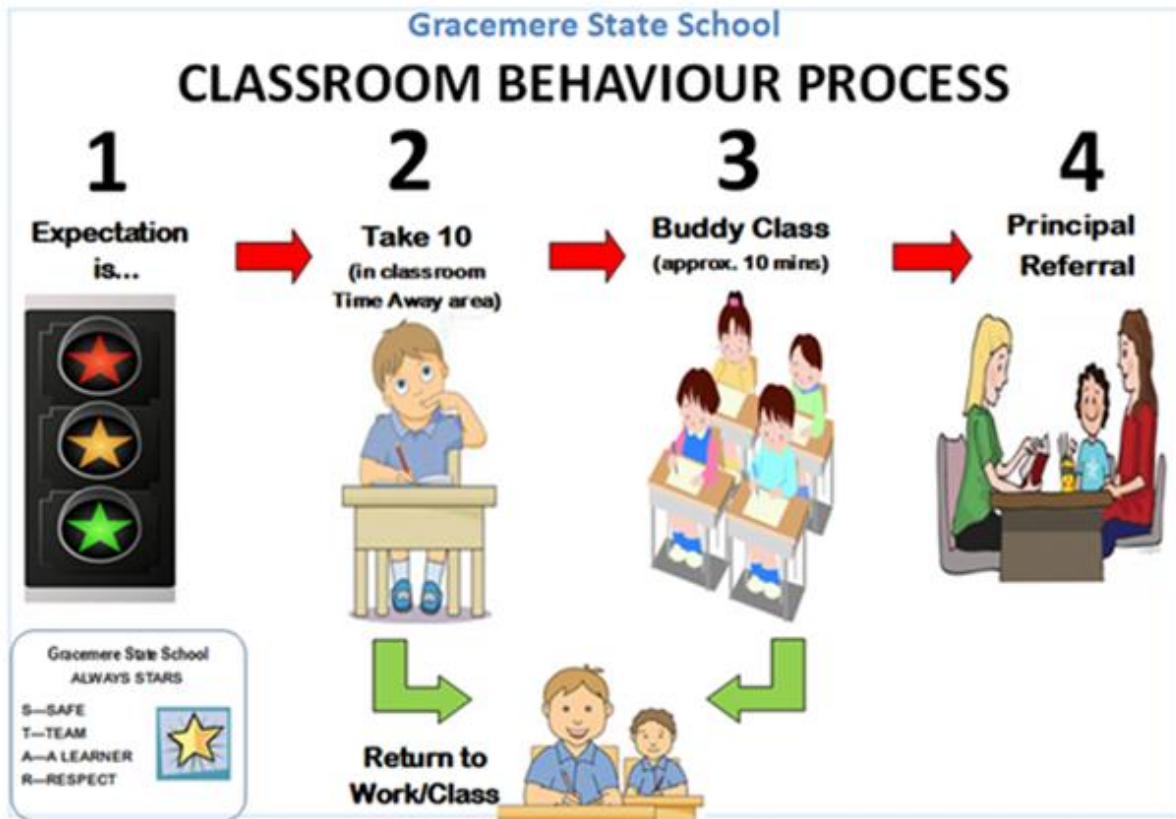 Gracemere State School
CLASSROOM BEHAVIOUR PROCESS
1
Expectation
is...
2
Take 10
(in classroom
Time Away area)
3
Buddy Class
(approx. 10 mins)
4
Principal
Referral
Gracemere State School
ALWAYS STARS
S—SAFE
T—TEAM
A—A LEARNER
R—RESPECT
Return to
Work/Class